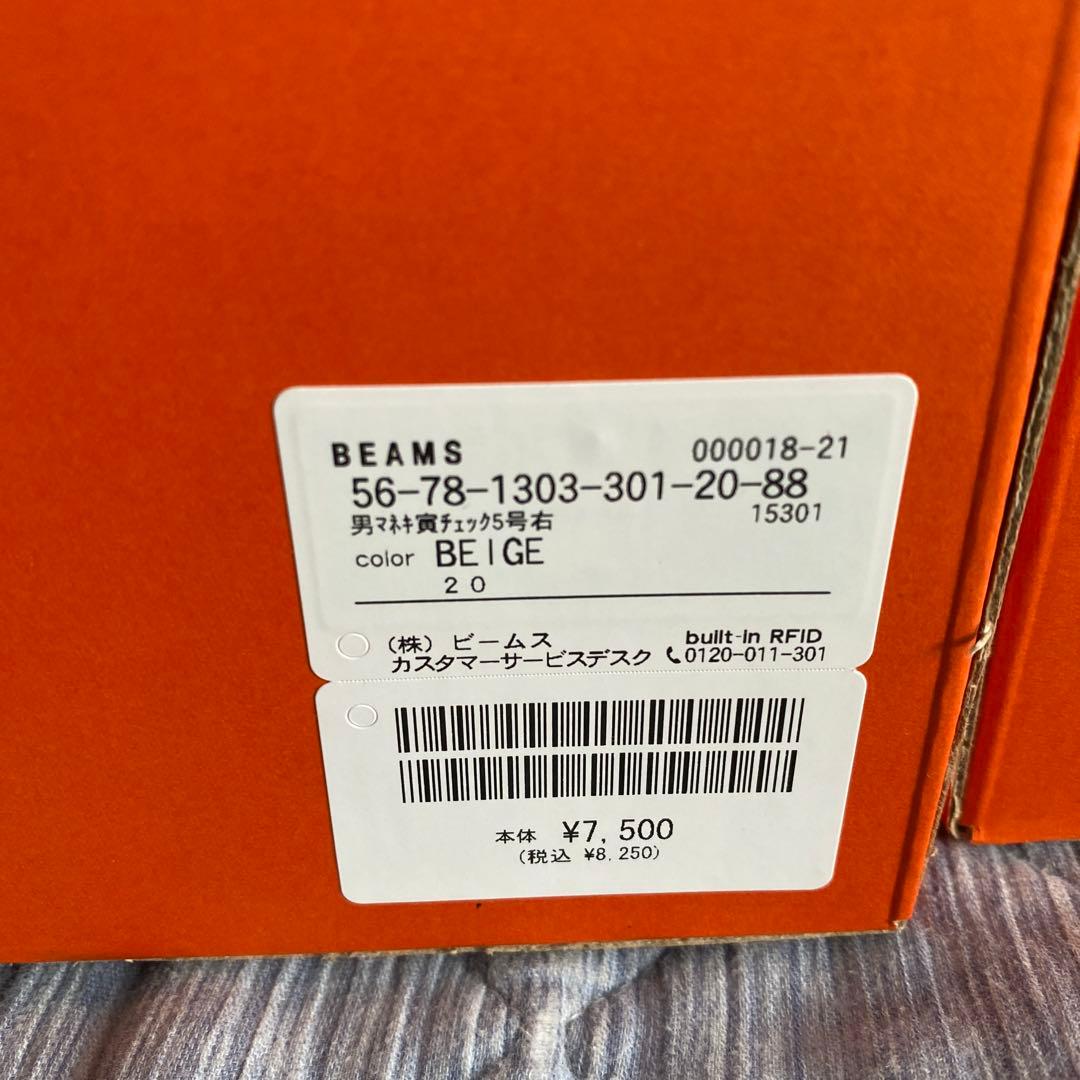 BEAMS 000018-21
56-78-1303-301-20-88
男ﾏﾈｷ寅ﾁｪｯｸ5号右 15301
color BEIGE
20
(株) ビームス built-in RFID
カスタマーサービスデスク 📞0120-011-301
本体 ¥7,500
(税込 ¥8,250)